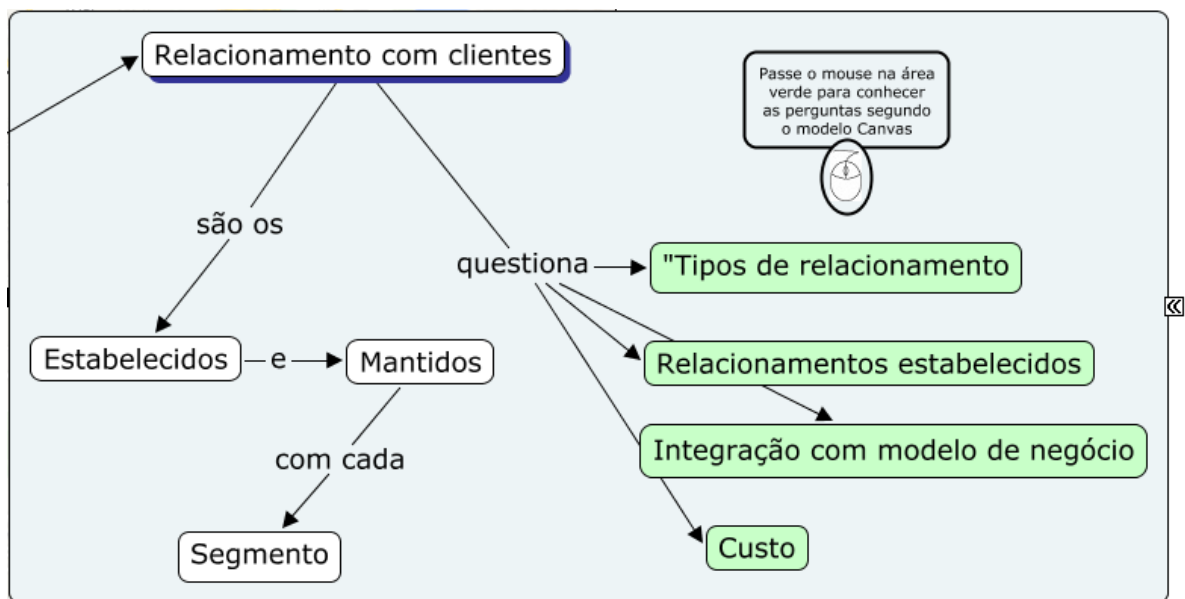 Relacionamento com clientes
Passe o mouse na área
verde para conhecer
as perguntas segundo
o modelo Canvas
são os
questiona
"Tipos de relacionamento
Estabelecidos
e
Mantidos
Relacionamentos estabelecidos
com cada
Integração com modelo de negócio
Segmento
Custo